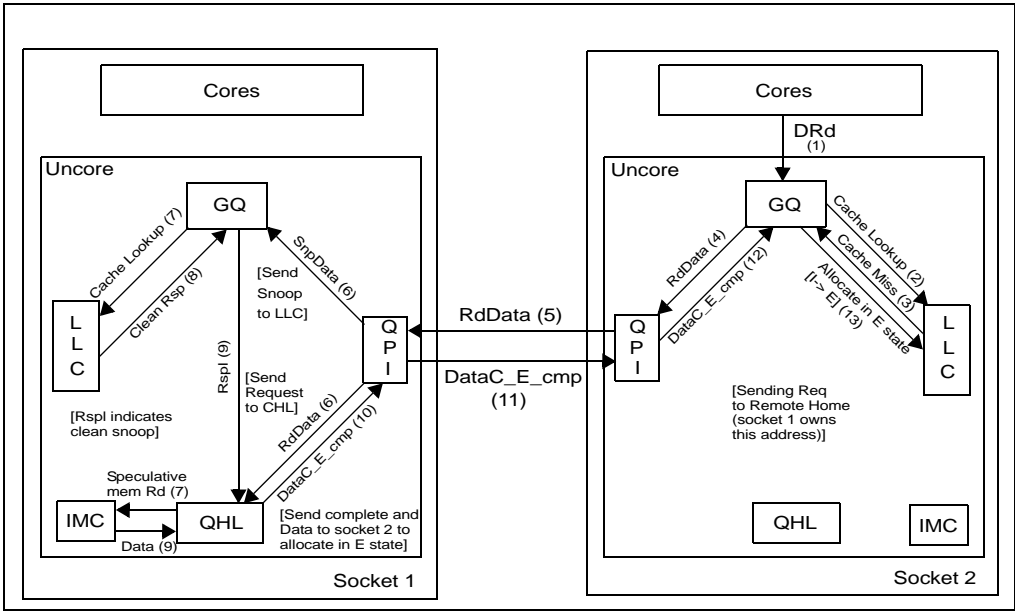 Cores
Uncore
GQ
Cache Lookup (7)
Clean Rsp (8)
SnpData (6)
[Send
Snoop
to LLC]
L
L
C
Q
P
I
RspI (9)
[Send
Request
to CHL]
RdData (6)
DataC_E_cmp (10)
[RspI indicates
clean snoop]
Speculative
mem Rd (7)
IMC
QHL
Data (9)
[Send complete and
Data to socket 2 to
allocate in E state]
Socket 1
RdData (5)
DataC_E_cmp
(11)
Cores
DRd
(1)
Uncore
GQ
RdData (4)
DataC_E_cmp (12)
Cache Lookup (2)
Cache Miss (3)
Allocate in E state
[I-> E] (13)
Q
P
I
L
L
C
[Sending Req
to Remote Home
(socket 1 owns
this address)]
QHL
IMC
Socket 2